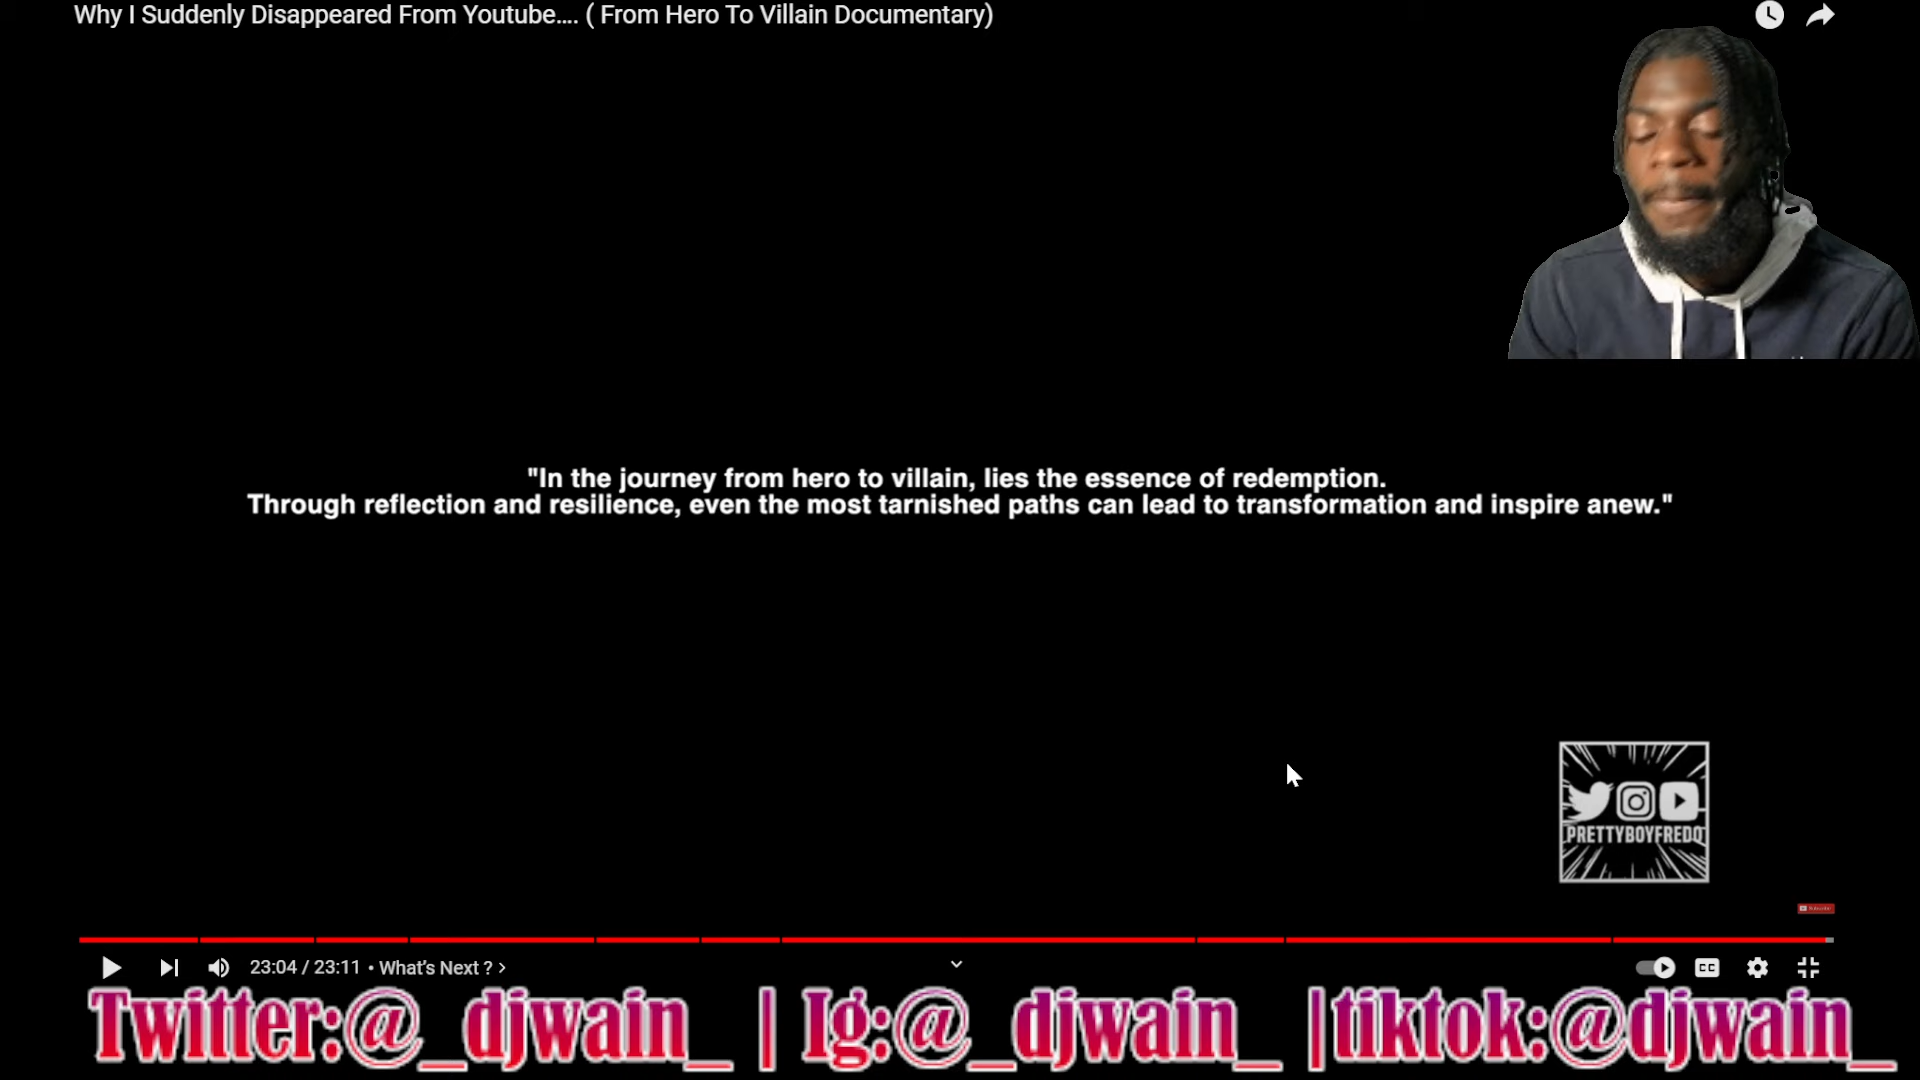 Why I Suddenly Disappeared From Youtube.... ( From Hero To Villain Documentary)
"In the journey from hero to villain, lies the essence of redemption.
Through reflection and resilience, even the most tarnished paths can lead to transformation and inspire anew."
PRETTYBOYFREDO
23:04 / 23:11 • What's Next ? >
CC
Twitter:@_djwain_ | Ig:@_djwain_ |tiktok:@djwain_